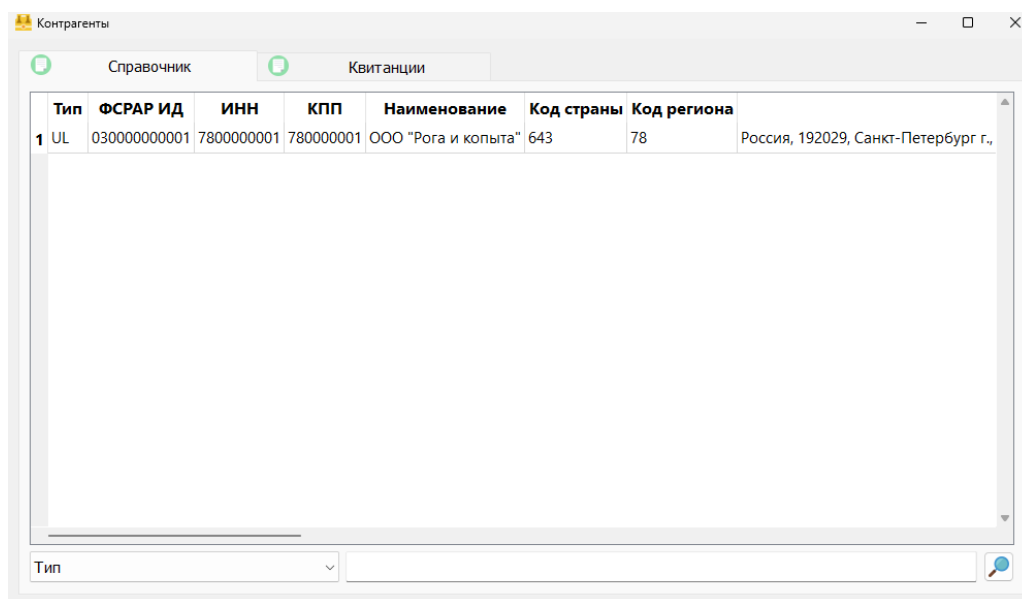 Контрагенты
Справочник Квитанции
Тип ФСРАР ИД ИНН КПП Наименование Код страны Код региона
1 UL 030000000001 7800000001 780000001 ООО "Рога и копыта" 643 78 Россия, 192029, Санкт-Петербург г.,
Тип